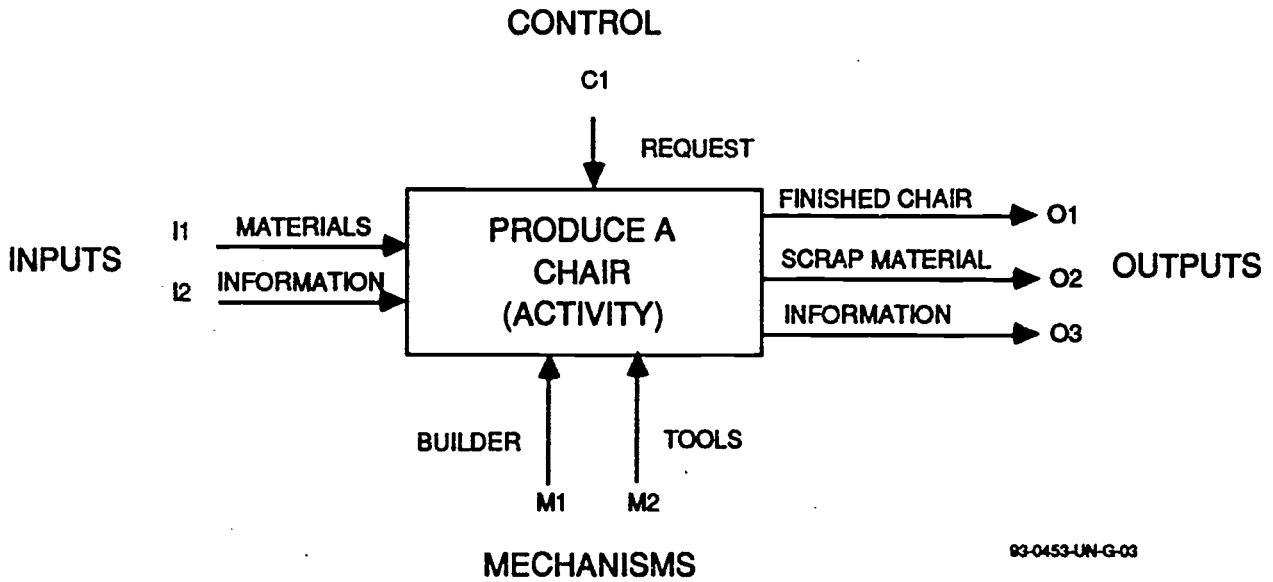 CONTROL
C1
REQUEST
INPUTS
I1 MATERIALS
I2 INFORMATION
PRODUCE A
CHAIR
(ACTIVITY)
FINISHED CHAIR O1
SCRAP MATERIAL O2
INFORMATION O3
OUTPUTS
BUILDER
TOOLS
M1 M2
MECHANISMS
93-0453-UN-G-03